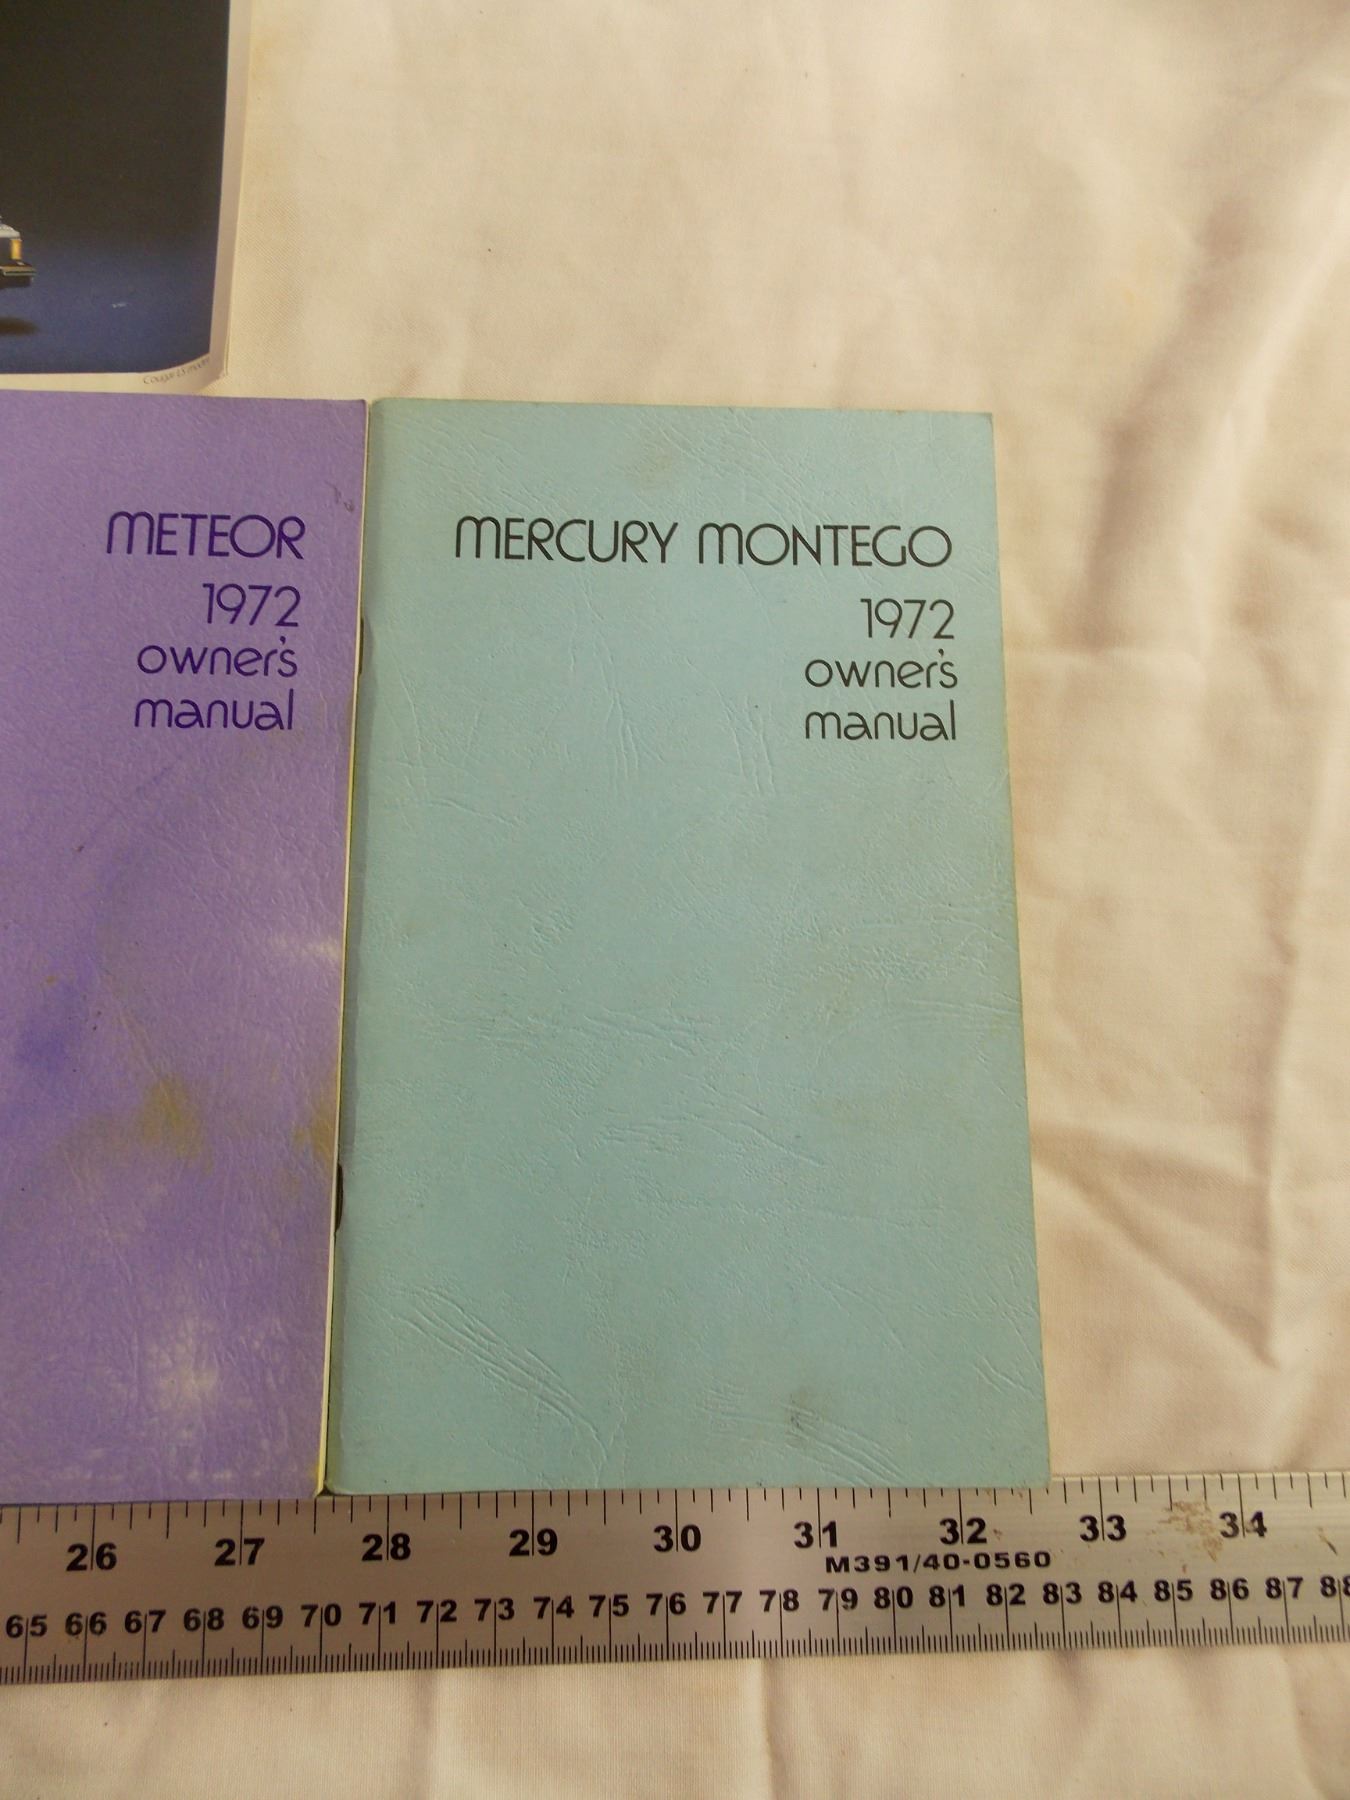 METEOR
1972
owner's
manual
MERCURY MONTEGO
1972
owner's
manual
26 27 28 29 30 31 32 33 34
M391/40-0560
65 66 67 68 69 70 71 72 73 74 75 76 77 78 79 80 81 82 83 84 85 86 87 88